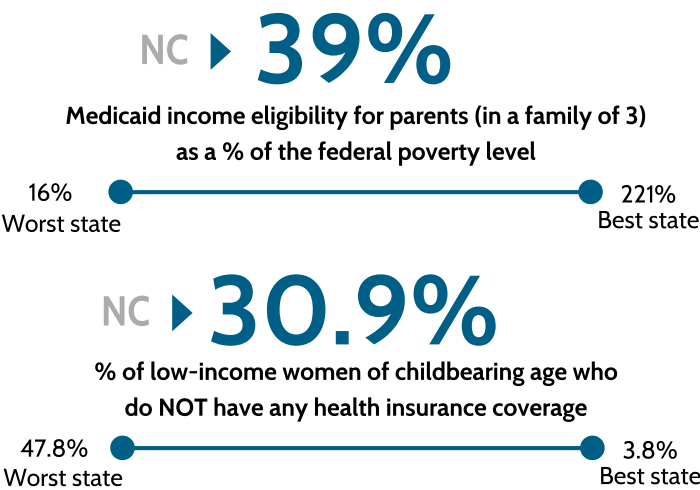 NC 39%
Medicaid income eligibility for parents (in a family of 3)
as a % of the federal poverty level
16% 221%
Worst state Best state
NC 30.9%
% of low-income women of childbearing age who
do NOT have any health insurance coverage
47.8% 3.8%
Worst state Best state